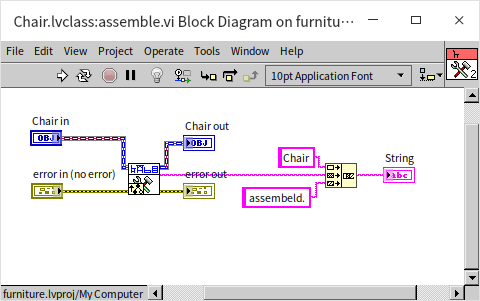 Chair.lvclass:assemble.vi Block Diagram on furnitu...
File Edit View Project Operate Tools Window Help
10pt Application Font
2
Chair in
OBJ
Chair out
OBJ
Chair
String
abc
error in (no error)
error out
assembeld.
furniture.lvproj/My Computer